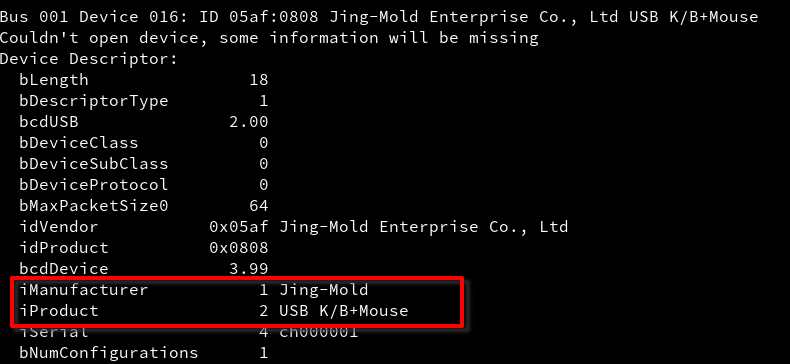 Bus 001 Device 016: ID 05af:0808 Jing-Mold Enterprise Co., Ltd USB K/B+Mouse
Couldn't open device, some information will be missing
Device Descriptor:
  bLength                18
  bDescriptorType         1
  bcdUSB               2.00
  bDeviceClass            0
  bDeviceSubClass         0
  bDeviceProtocol         0
  bMaxPacketSize0        64
  idVendor           0x05af Jing-Mold Enterprise Co., Ltd
  idProduct          0x0808
  bcdDevice            3.99
  iManufacturer           1 Jing-Mold
  iProduct                2 USB K/B+Mouse
  iSerial                 4 ch000001
  bNumConfigurations      1